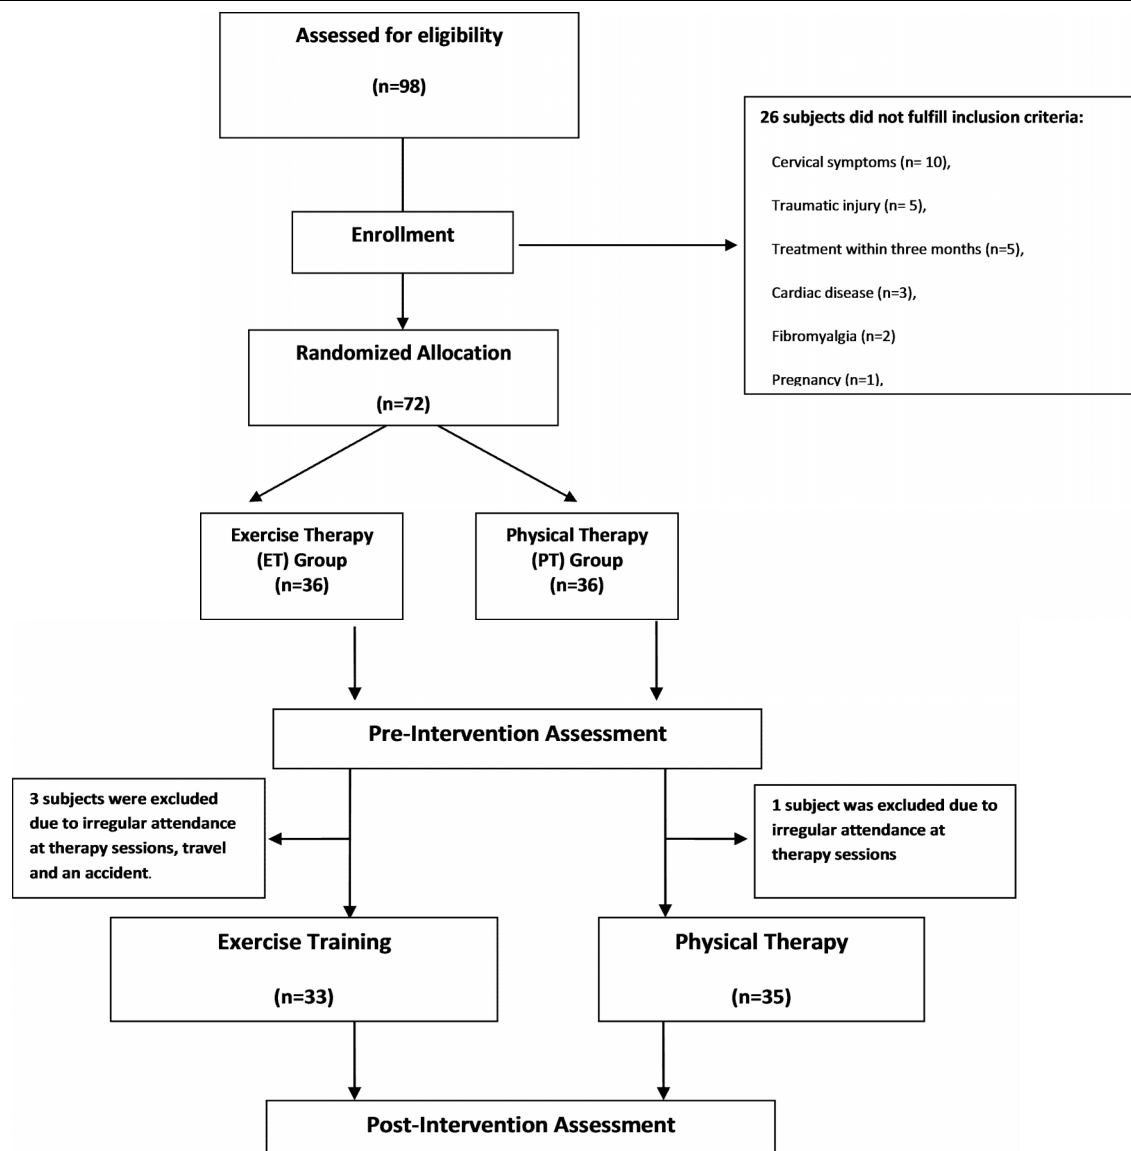 Assessed for eligibility
(n=98)
26 subjects did not fulfill inclusion criteria:
Cervical symptoms (n= 10),
Traumatic injury (n= 5),
Treatment within three months (n=5),
Cardiac disease (n=3),
Fibromyalgia (n=2)
Pregnancy (n=1),
Enrollment
Randomized Allocation
(n=72)
Exercise Therapy
(ET) Group
(n=36)
Physical Therapy
(PT) Group
(n=36)
Pre-Intervention Assessment
3 subjects were excluded
due to irregular attendance
at therapy sessions, travel
and an accident.
1 subject was excluded due to
irregular attendance at
therapy sessions
Exercise Training
(n=33)
Physical Therapy
(n=35)
Post-Intervention Assessment